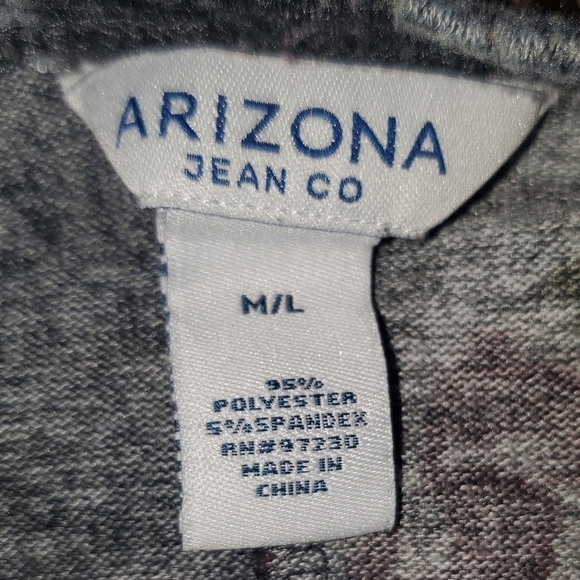 ARIZONA
JEAN CO
M/L
95%
POLYESTER
5%SPANDEX
RN#97230
MADE IN
CHINA